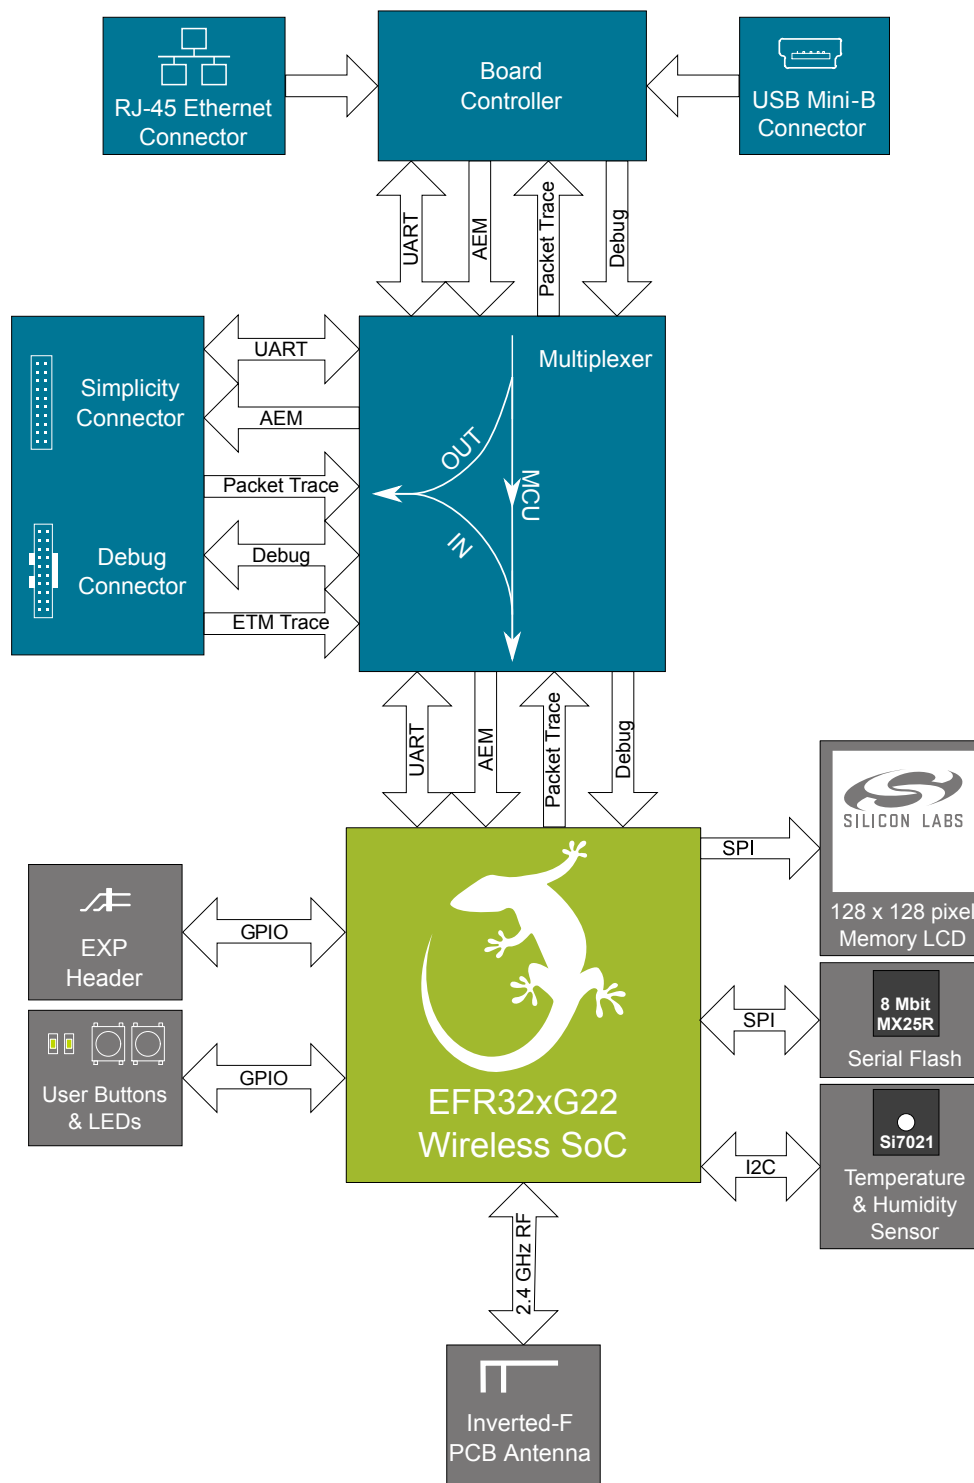 RJ-45 Ethernet
Connector
Board
Controller
USB Mini-B
Connector
UART
AEM
Packet Trace
Debug
Simplicity
Connector
Debug
Connector
UART
AEM
Packet Trace
Debug
ETM Trace
Multiplexer
OUT
MCU
IN
UART
AEM
Packet Trace
Debug
EXP
Header
GPIO
User Buttons
& LEDs
GPIO
EFR32xG22
Wireless SoC
SPI
SILICON LABS
128 x 128 pixel
Memory LCD
SPI
8 Mbit
MX25R
Serial Flash
I2C
Si7021
Temperature
& Humidity
Sensor
2.4 GHz RF
Inverted-F
PCB Antenna